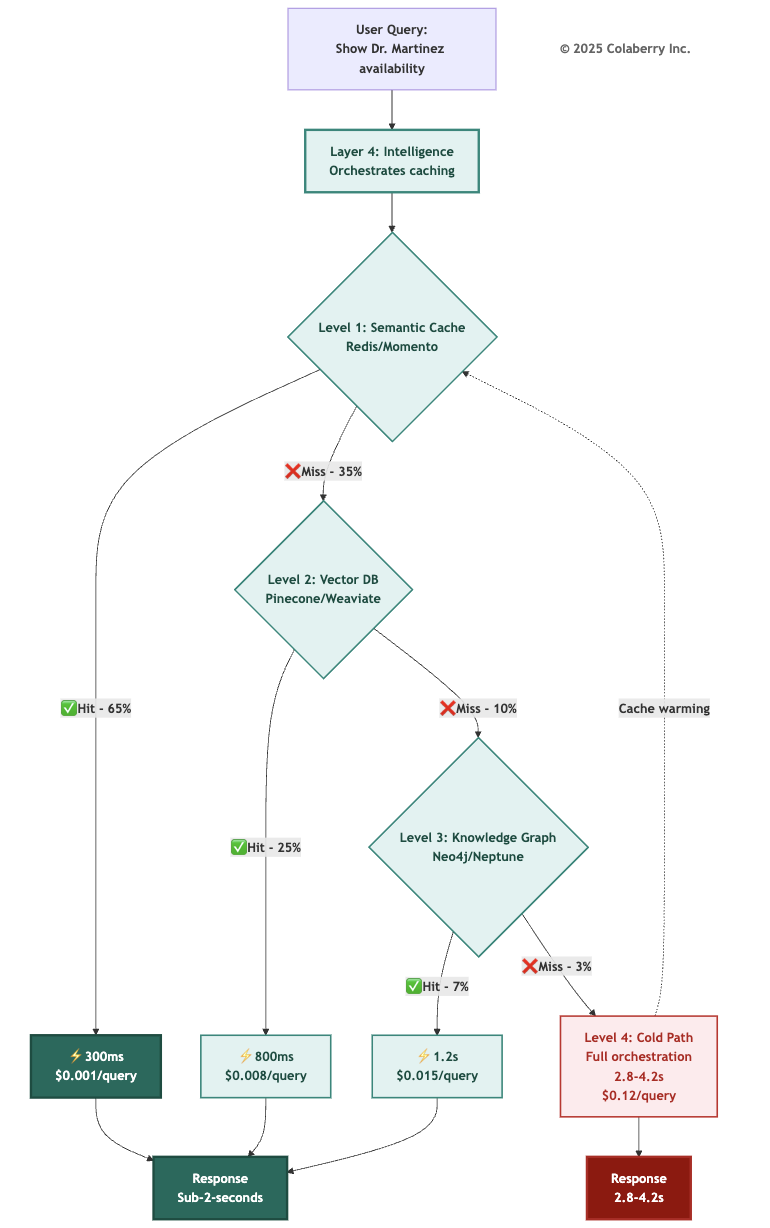 User Query:
Show Dr. Martinez
availability
© 2025 Colaberry Inc.
Layer 4: Intelligence
Orchestrates caching
Level 1: Semantic Cache
Redis/Momento
❌Miss - 35%
Level 2: Vector DB
Pinecone/Weaviate
✅Hit - 65%
❌Miss - 10%
Cache warming
✅Hit - 25%
Level 3: Knowledge Graph
Neo4j/Neptune
❌Miss - 3%
✅Hit - 7%
⚡300ms
$0.001/query
⚡800ms
$0.008/query
⚡1.2s
$0.015/query
Level 4: Cold Path
Full orchestration
2.8-4.2s
$0.12/query
Response
Sub-2-seconds
Response
2.8-4.2s